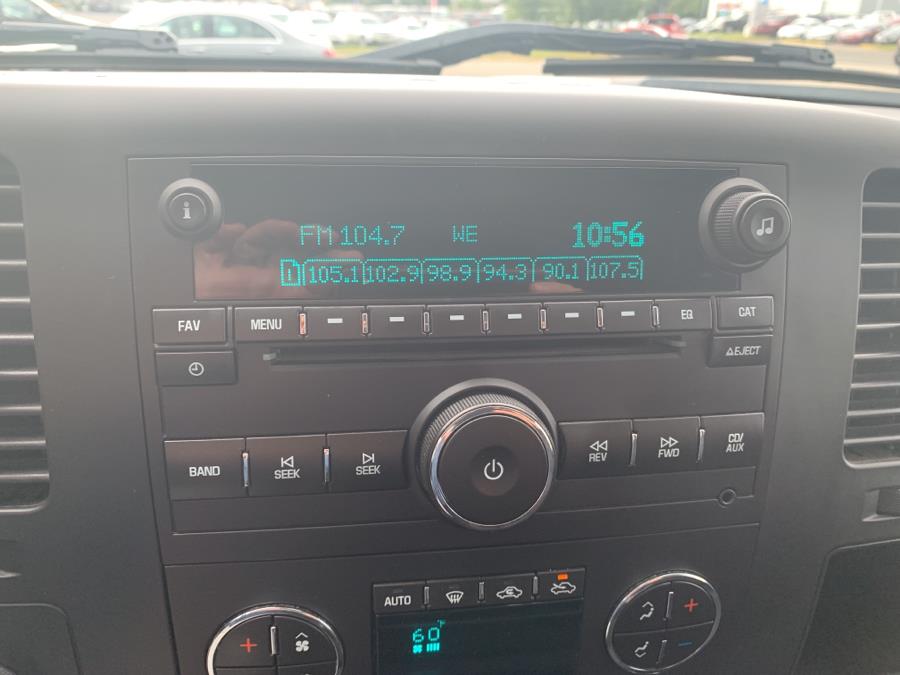 FM 104.7 WE 10:56
1 105.1 102.9 98.9 94.3 90.1 107.5
FAV MENU EQ CAT
EJECT
BAND SEEK SEEK REV FWD CD/
AUX
AUTO
60°F